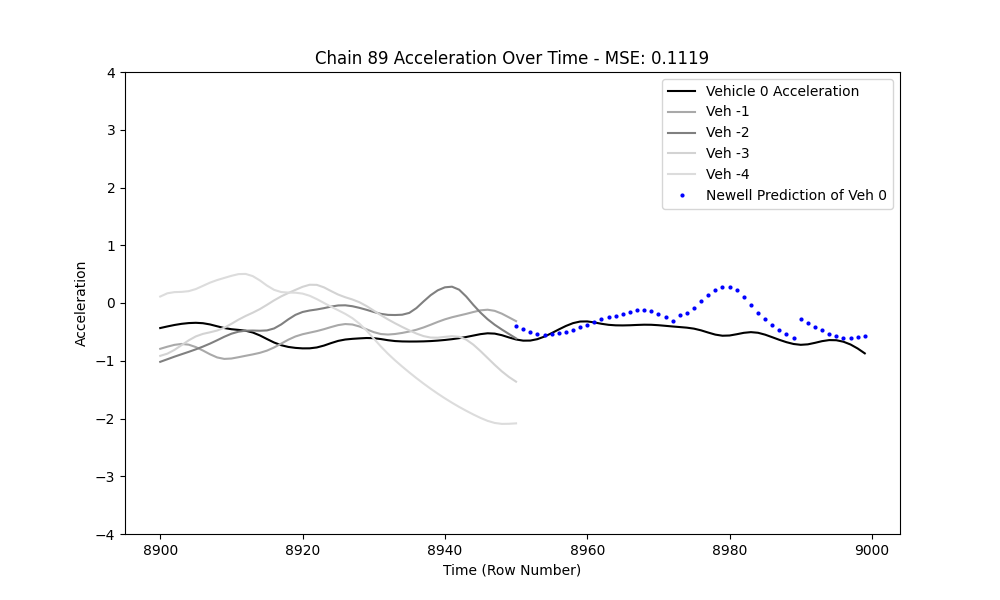 Chain 89 Acceleration Over Time - MSE: 0.1119
Vehicle 0 Acceleration
Veh -1
Veh -2
Veh -3
Veh -4
Newell Prediction of Veh 0
Acceleration
4
3
2
1
0
−1
−2
−3
−4
8900
8920
8940
8960
8980
9000
Time (Row Number)